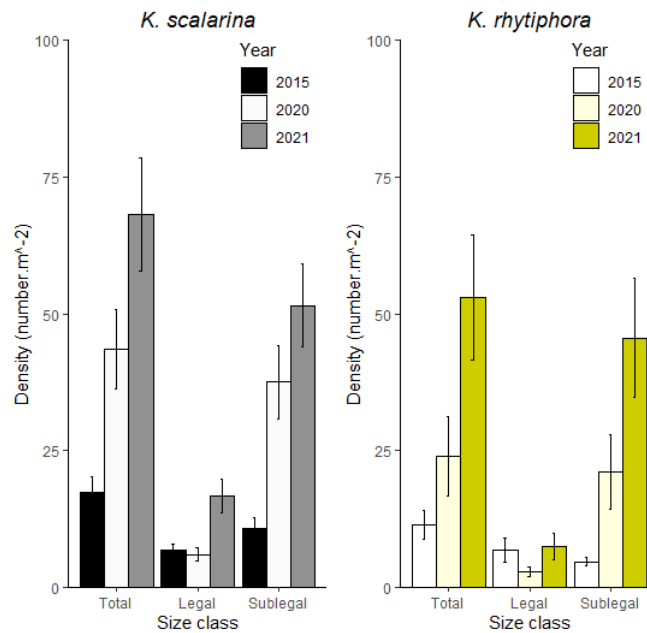 K. scalarina
Year
2015
2020
2021
100
75
50
25
0
Density (number.m^-2)
Total Legal Sublegal
Size class
K. rhytiphora
Year
2015
2020
2021
100
75
50
25
0
Density (number.m^-2)
Total Legal Sublegal
Size class